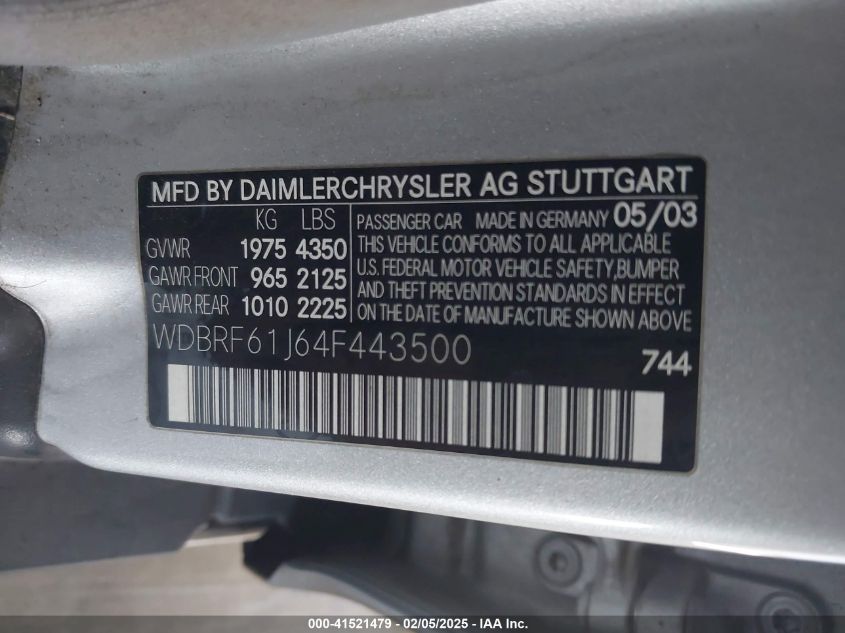 MFD BY DAIMLERCHRYSLER AG STUTTGART
KG LBS
GVWR 1975 4350
GAWR FRONT 965 2125
GAWR REAR 1010 2225
PASSENGER CAR MADE IN GERMANY 05/03
THIS VEHICLE CONFORMS TO ALL APPLICABLE
U.S. FEDERAL MOTOR VEHICLE SAFETY,BUMPER
AND THEFT PREVENTION STANDARDS IN EFFECT
ON THE DATE OF MANUFACTURE SHOWN ABOVE
WDBRF61J64F443500
744
000-41521479 - 02/05/2025 - IAA Inc.